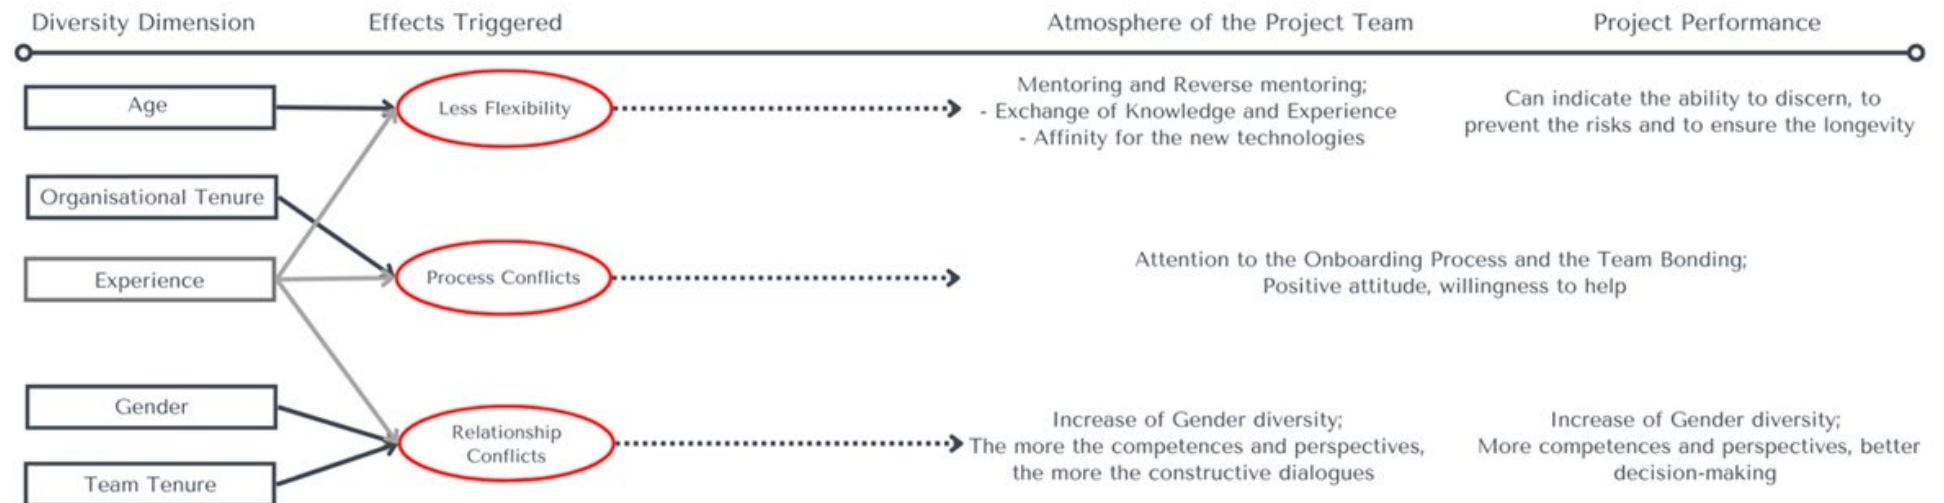 Diversity Dimension
Effects Triggered
Atmosphere of the Project Team
Project Performance
Age
Less Flexibility
Mentoring and Reverse mentoring;
- Exchange of Knowledge and Experience
- Affinity for the new technologies
Can indicate the ability to discern, to
prevent the risks and to ensure the longevity
Organisational Tenure
Experience
Process Conflicts
Attention to the Onboarding Process and the Team Bonding;
Positive attitude, willingness to help
Gender
Team Tenure
Relationship
Conflicts
Increase of Gender diversity;
The more the competences and perspectives,
the more the constructive dialogues
Increase of Gender diversity;
More competences and perspectives, better
decision-making